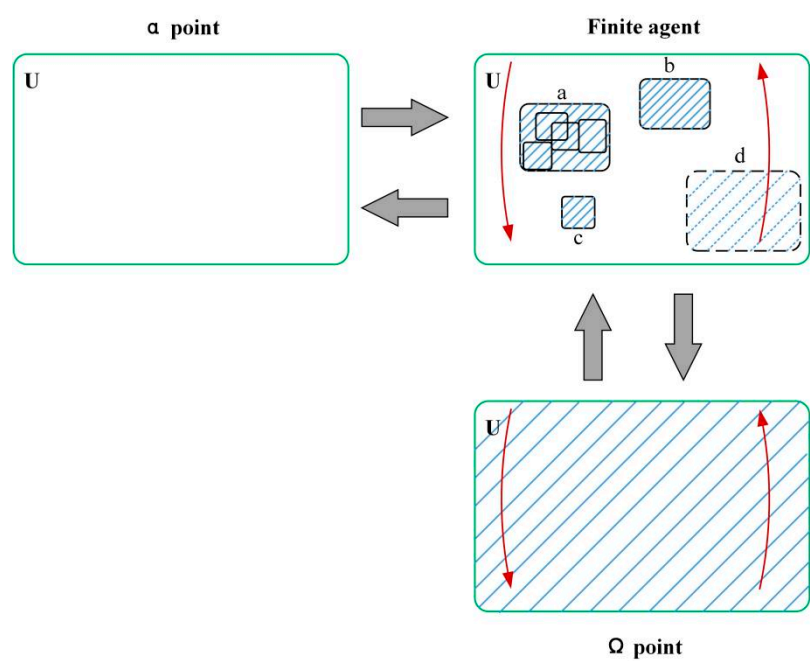 α point
Finite agent
U
U
a
b
c
d
U
Ω point